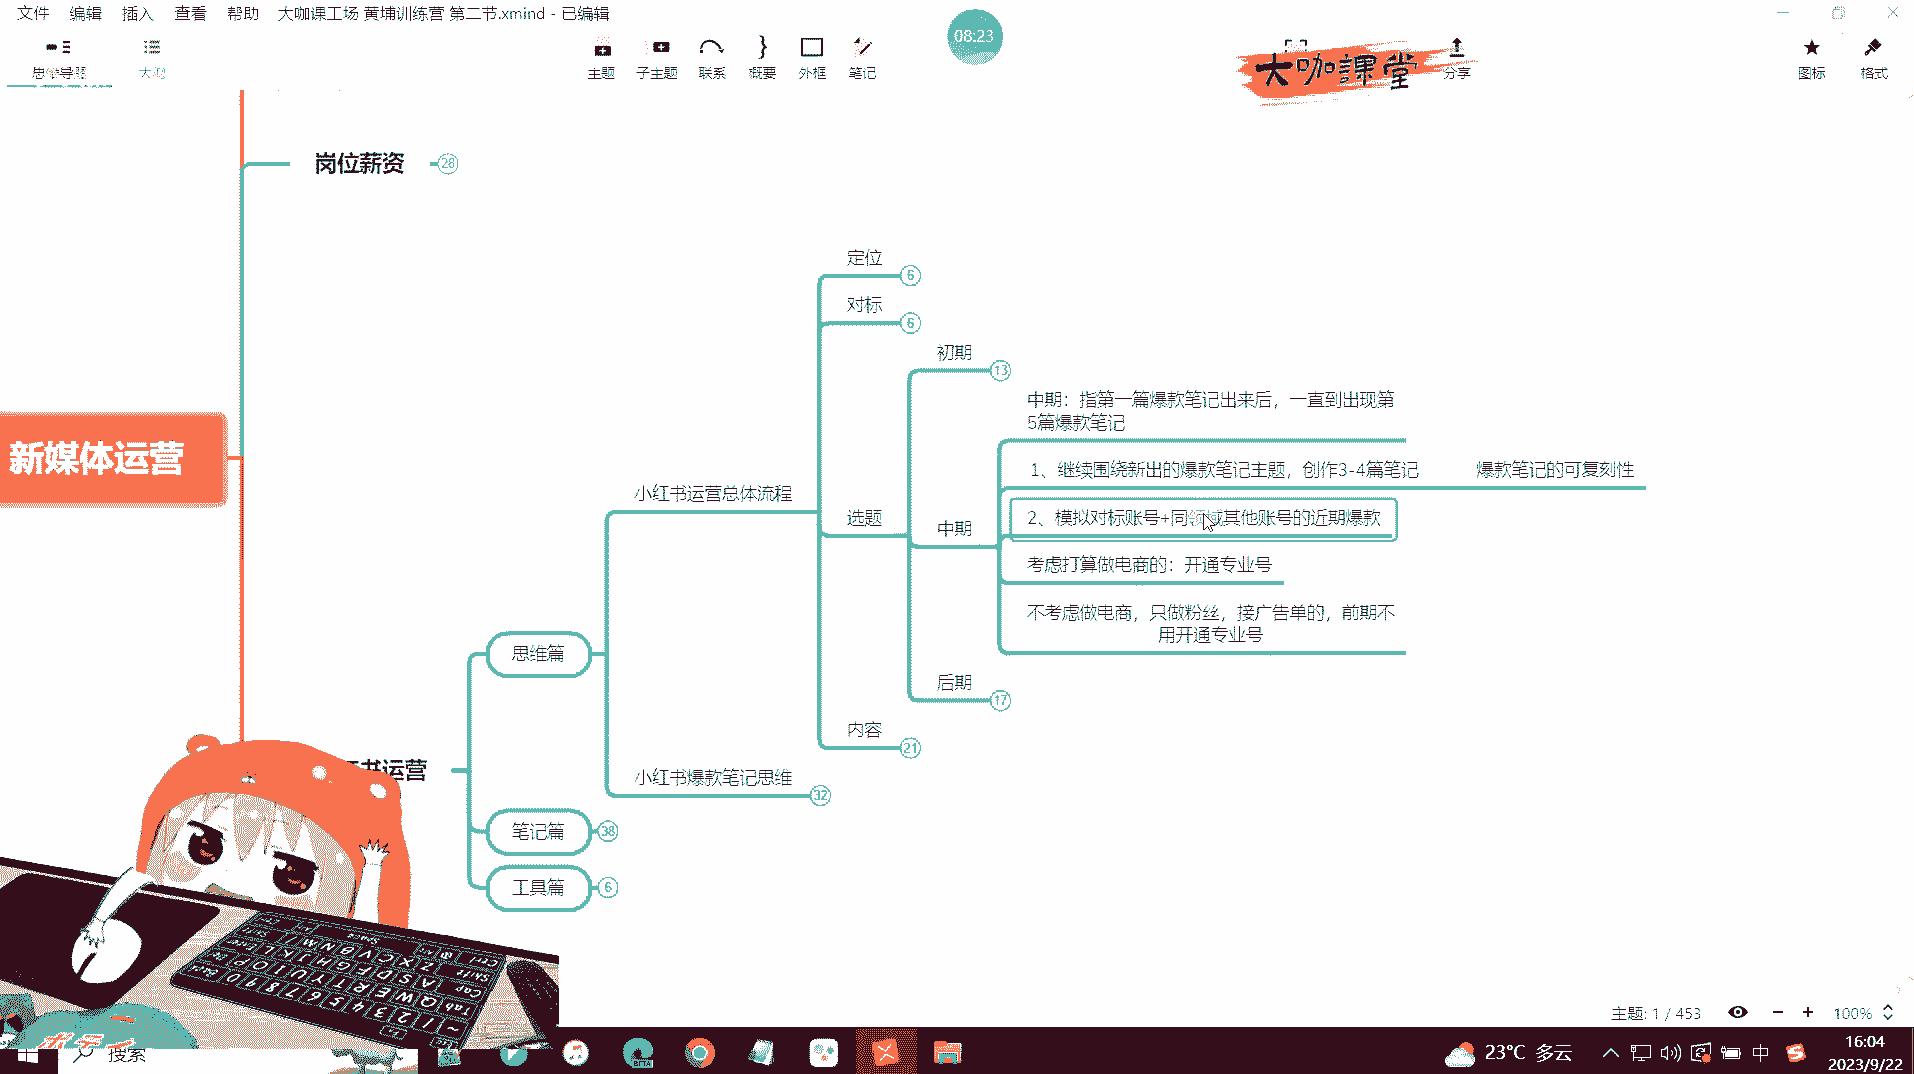 文件 编辑 插入 查看 帮助 大咖课工场 黄埔训练营 第二节.xmind - 已编辑
08:23
思维导图 大纲 主题 子主题 联系 概要 外框 笔记 分享 图标 格式
大咖課堂
岗位薪资 28
定位 6
对标 6
初期 13
中期：指第一篇爆款笔记出来后，一直到出现第
5篇爆款笔记
1、继续围绕新出的爆款笔记主题，创作3-4篇笔记 爆款笔记的可复刻性
新媒体运营
小红书运营总体流程
选题
中期
2、模拟对标账号+同领域其他账号的近期爆款
考虑打算做电商的：开通专业号
不考虑做电商，只做粉丝，接广告单的，前期不
用开通专业号
思维篇
后期 17
内容 21
书运营
小红书爆款笔记思维 32
笔记篇 38
工具篇 6
主题: 1 / 453 100%
搜索
BETA
23°C 多云
中
16:04
2023/9/22